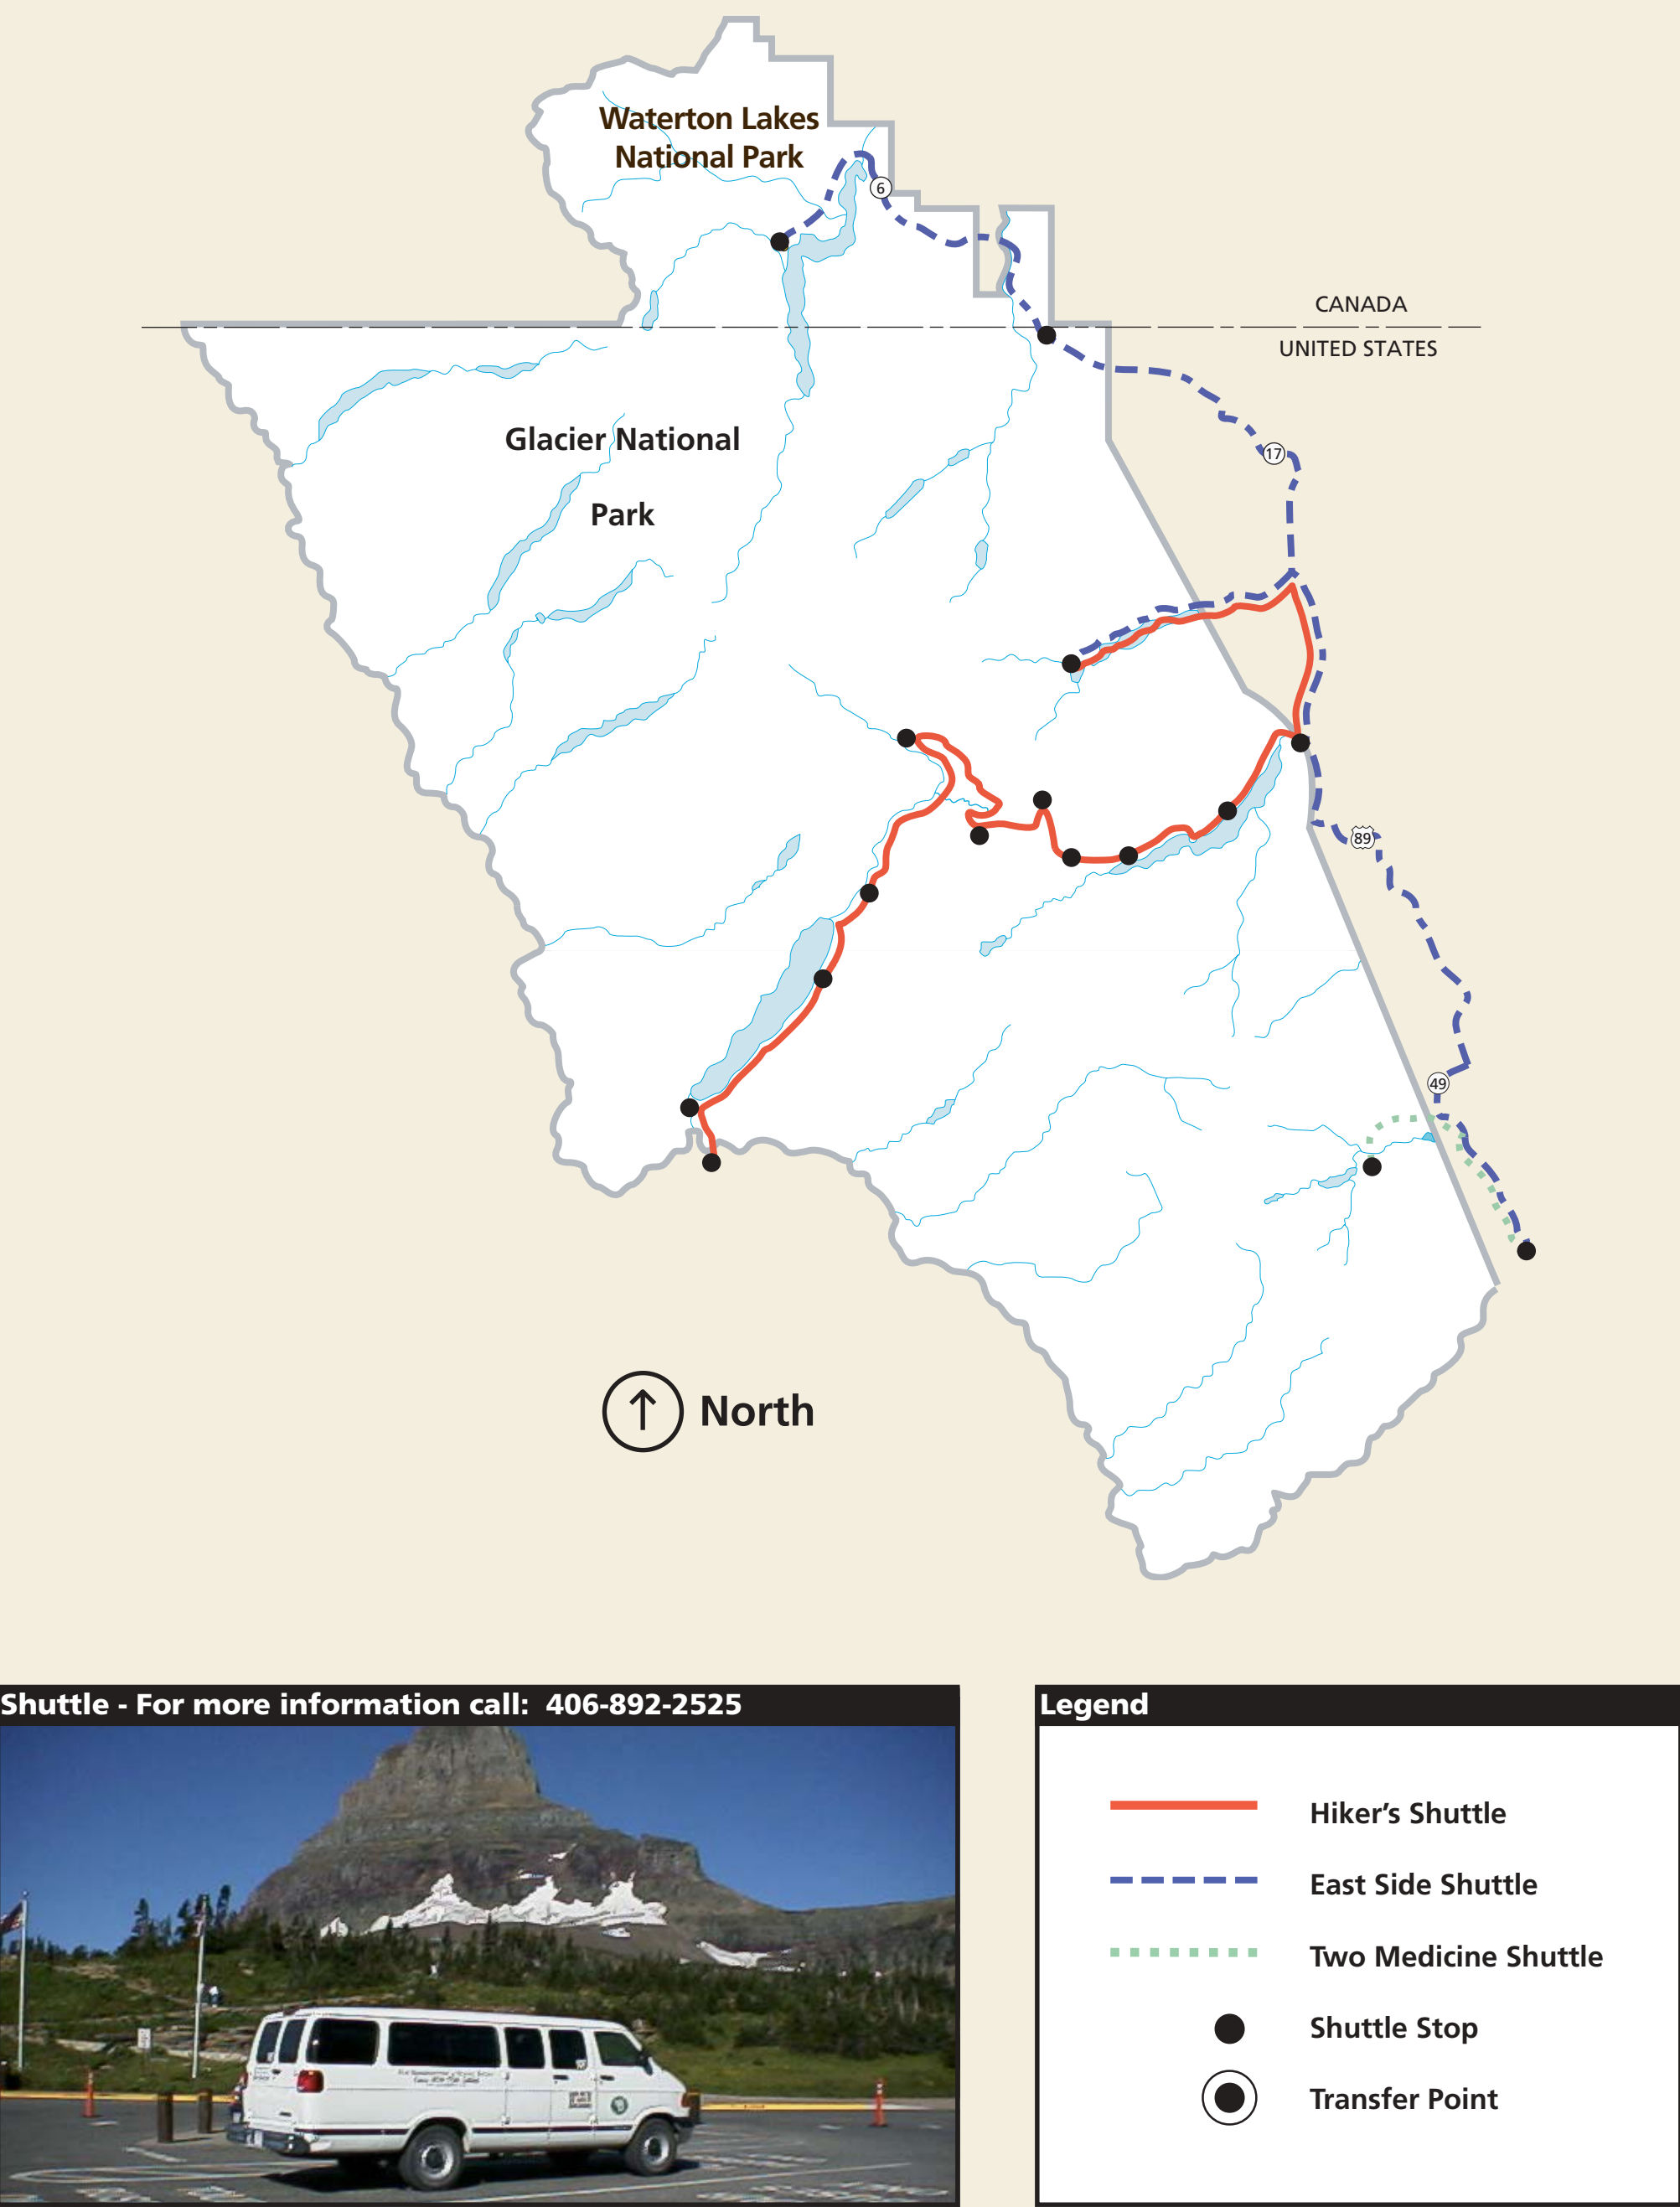 Waterton Lakes
National Park
6
CANADA
UNITED STATES
Glacier National
Park
17
89
49
North
Shuttle - For more information call: 406-892-2525
Legend
Hiker’s Shuttle
East Side Shuttle
Two Medicine Shuttle
Shuttle Stop
Transfer Point